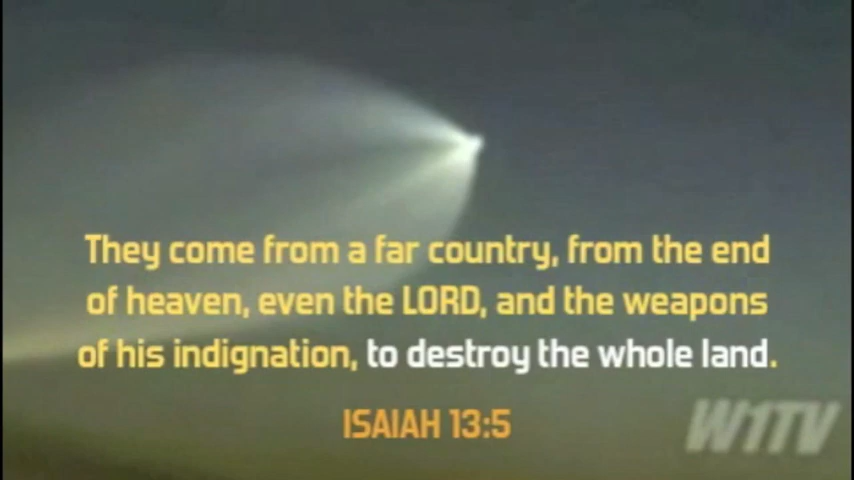 They come from a far country, from the end
of heaven, even the LORD, and the weapons
of his indignation, to destroy the whole land.
ISAIAH 13:5
W1TV